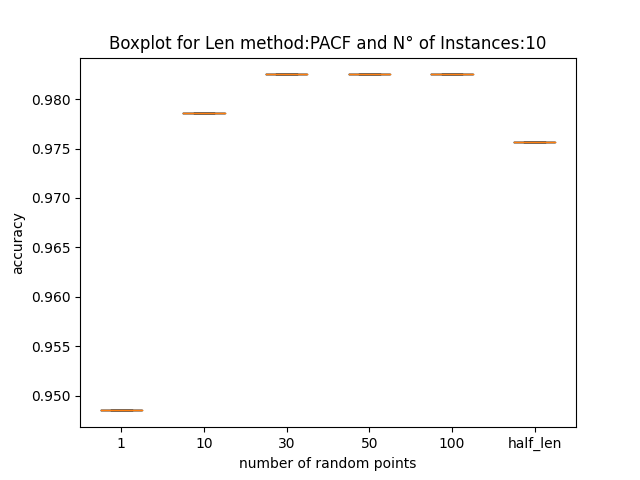 Boxplot for Len method:PACF and N° of Instances:10
0.980
0.975
0.970
0.965
0.960
0.955
0.950
accuracy
1 10 30 50 100 half_len
number of random points